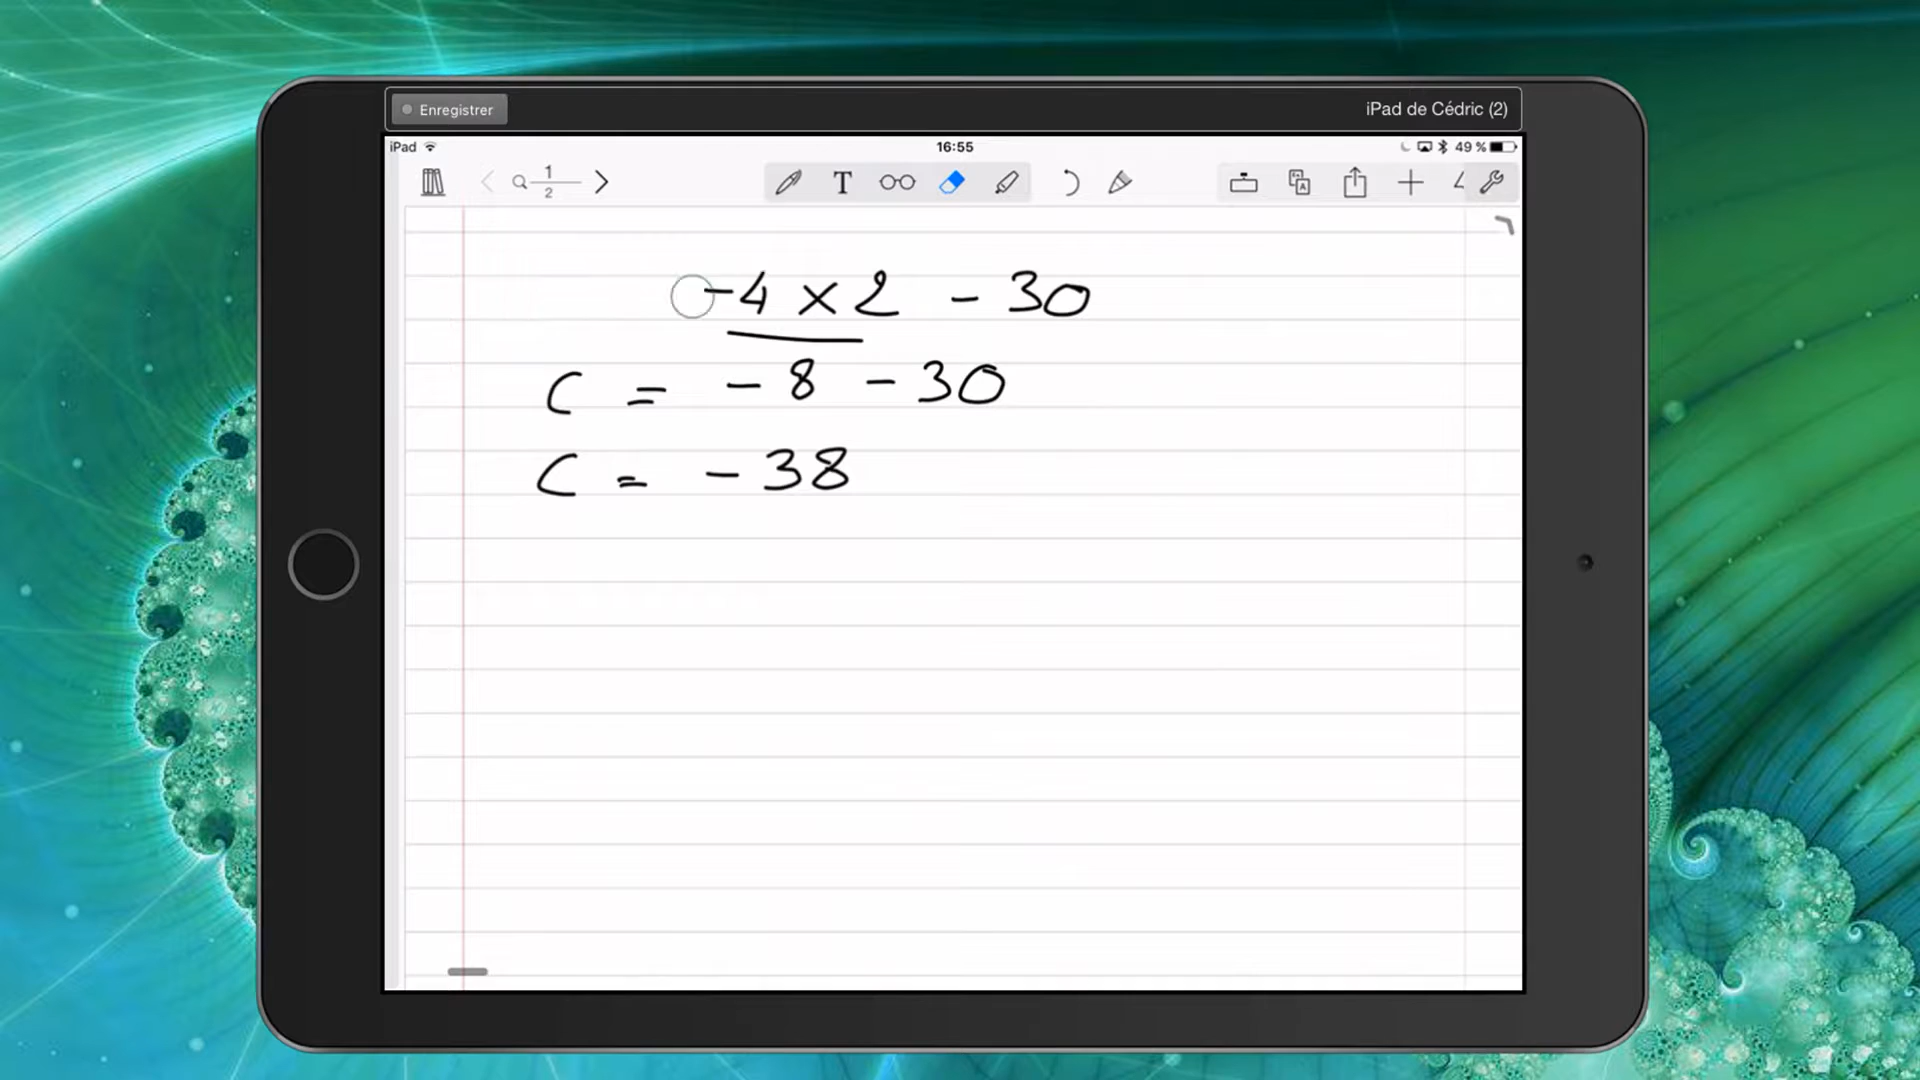 Enregistrer
iPad de Cédric (2)
iPad
16:55
49 %
1
2
T
A
-4 × 2 - 30
C = - 8 - 30
C = - 38